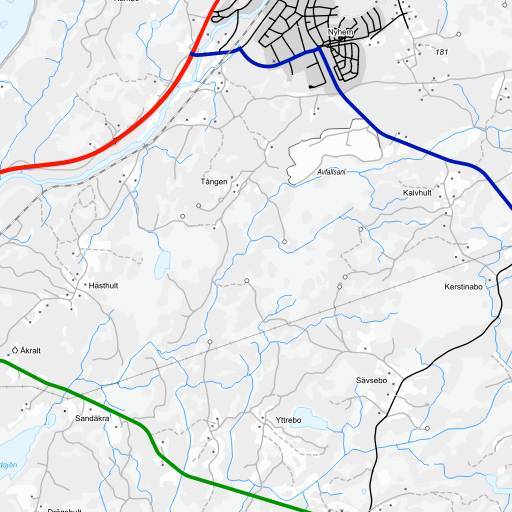 Nyhem
181
Tången
Avfallsanl.
Kalvhult
Hästhult
Kerstinabo
Ö Åkralt
Sävsebo
Sandåkra
Yttrebo